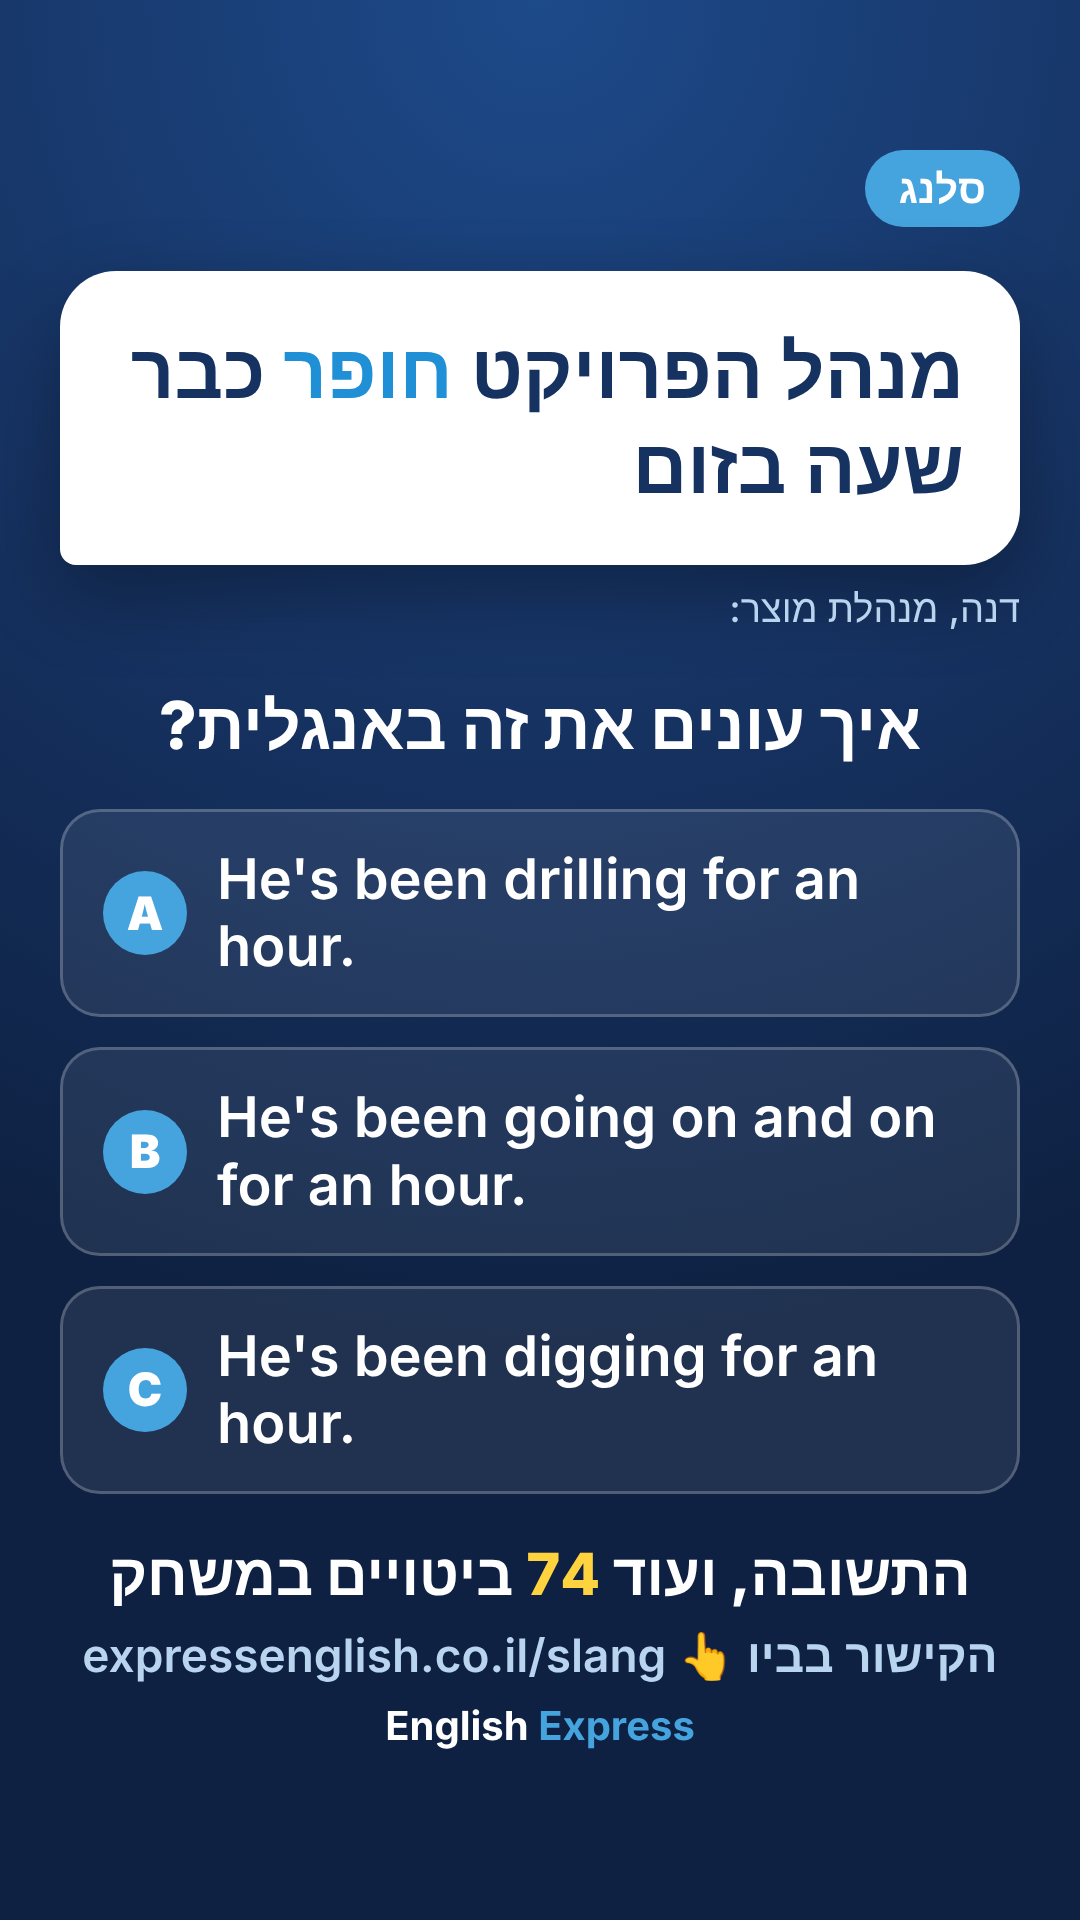 סלנג
מנהל הפרויקט חופר כבר
שעה בזום
דנה, מנהלת מוצר:
איך עונים את זה באנגלית?
A
He's been drilling for an
hour.
B
He's been going on and on
for an hour.
C
He's been digging for an
hour.
התשובה, ועוד 74 ביטויים במשחק
הקישור בביו 👆 expressenglish.co.il/slang
English Express